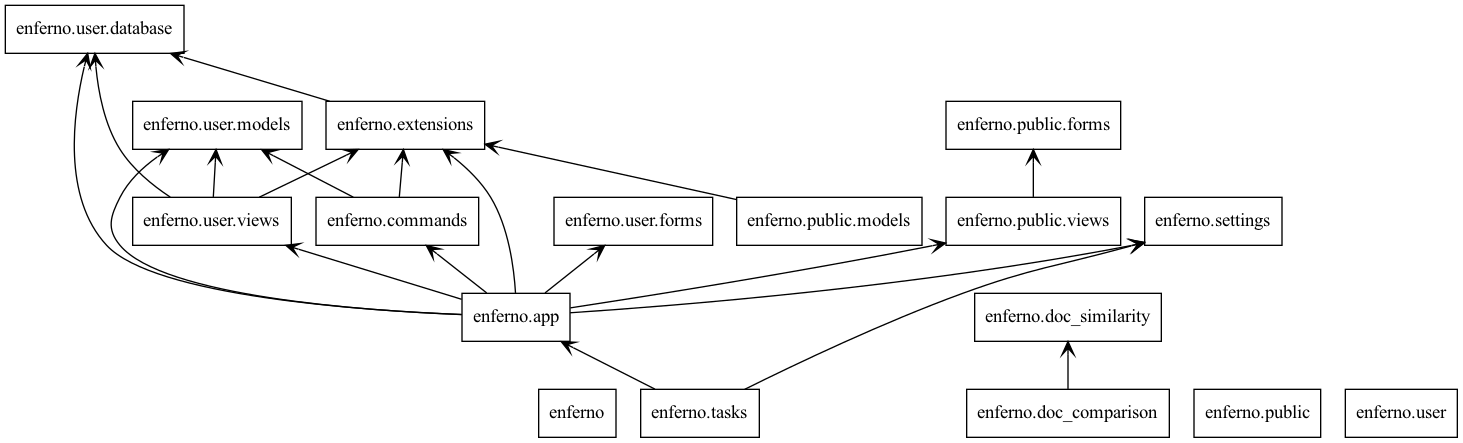 enferno.user.database
enferno.user.models
enferno.extensions
enferno.public.forms
enferno.user.views
enferno.commands
enferno.user.forms
enferno.public.models
enferno.public.views
enferno.settings
enferno.app
enferno.doc_similarity
enferno
enferno.tasks
enferno.doc_comparison
enferno.public
enferno.user